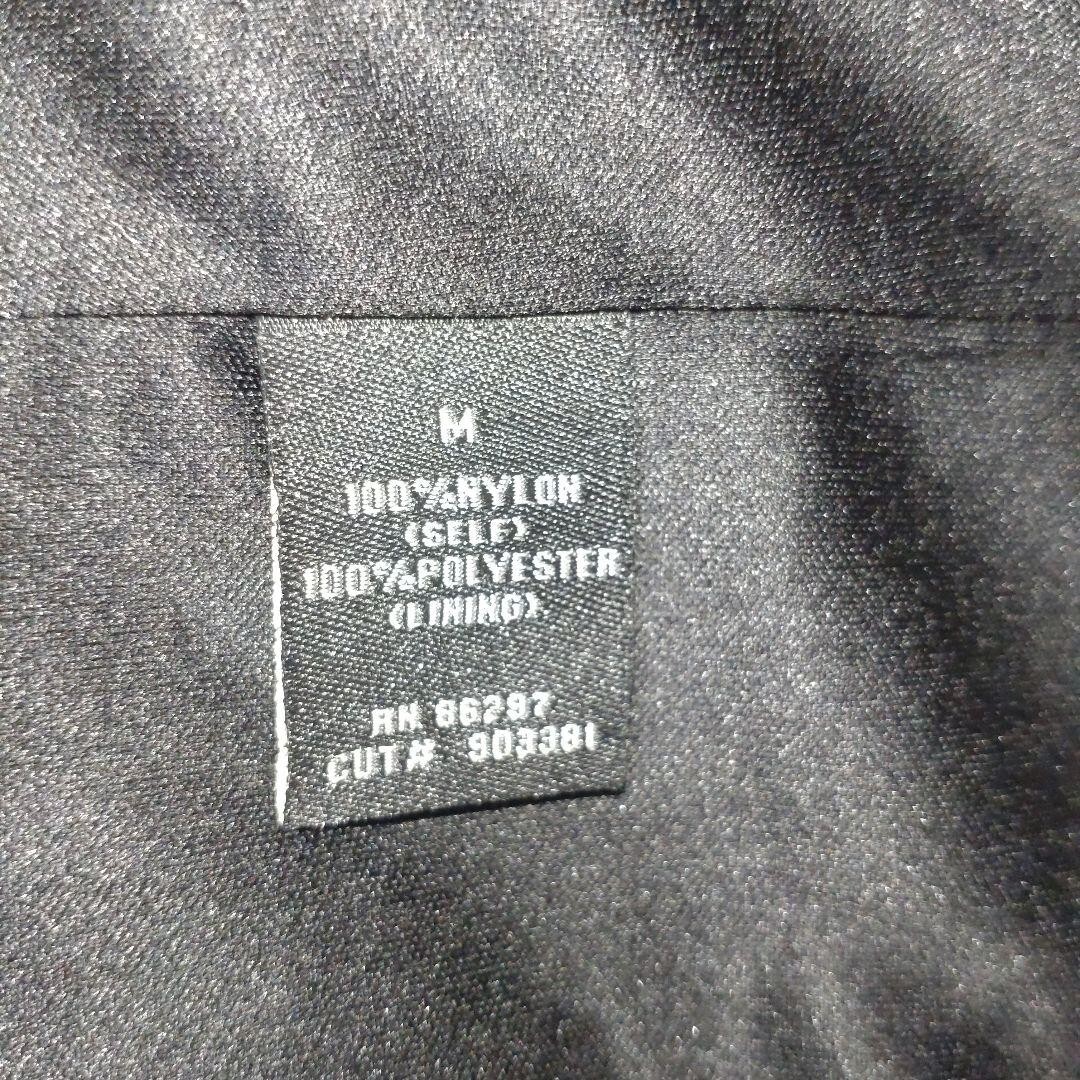 M
100%NYLON
(SELF)
100%POLYESTER
(LINING)
RN 86297
CUT# 903381